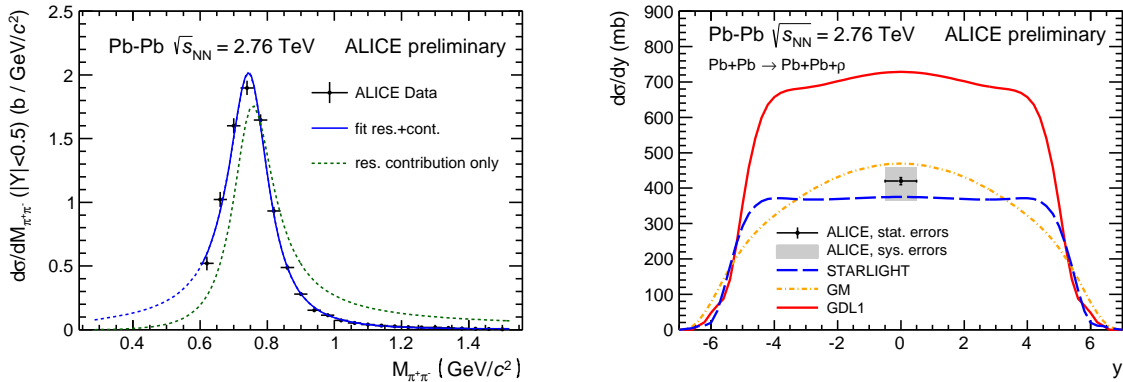 dσ/dM_π⁺π⁻ (|Y|<0.5) (b / GeV/c²)
2.5
2
1.5
1
0.5
0
Pb-Pb √s_NN = 2.76 TeV ALICE preliminary
ALICE Data
fit res.+cont.
res. contribution only
0.4 0.6 0.8 1 1.2 1.4
M_π⁺π⁻ (GeV/c²)
dσ/dy (mb)
900
800
700
600
500
400
300
200
100
0
Pb-Pb √s_NN = 2.76 TeV ALICE preliminary
Pb+Pb → Pb+Pb+ρ
ALICE, stat. errors
ALICE, sys. errors
STARLIGHT
GM
GDL1
-6 -4 -2 0 2 4 6
y